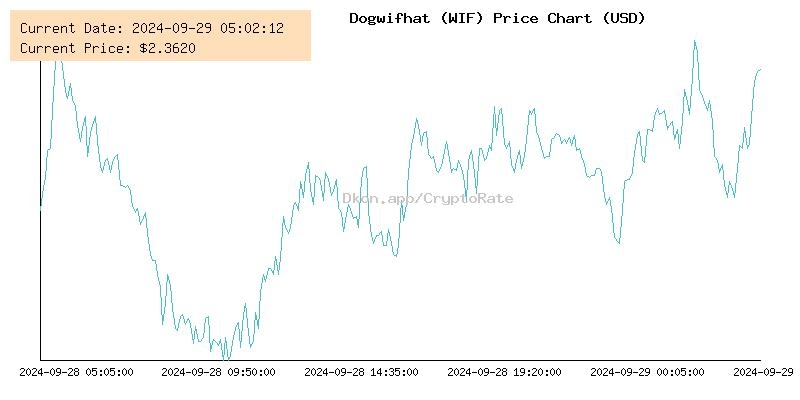 Dogwifhat (WIF) Price Chart (USD)
Current Date: 2024-09-29 05:02:12
Current Price: $2.3620
Dkon.app/CryptoRate
2024-09-28 05:05:00
2024-09-28 09:50:00
2024-09-28 14:35:00
2024-09-28 19:20:00
2024-09-29 00:05:00
2024-09-29